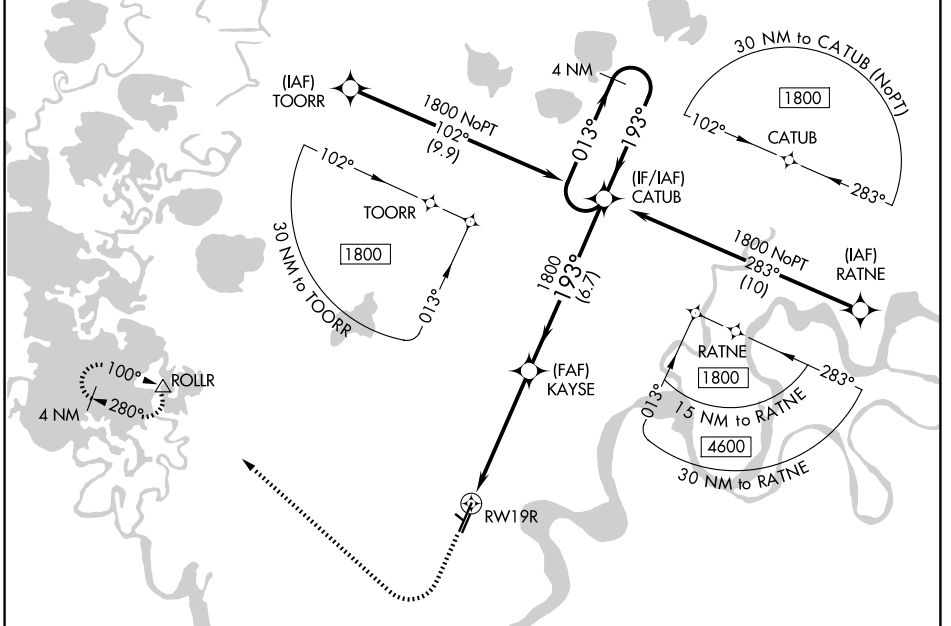 30 NM to CATUB (NoPT)
1800
102°
CATUB
283°
4 NM
013°
193°
(IAF)
TOORR
1800 NoPT
102°
(9.9)
(IF/IAF)
CATUB
102°
TOORR
1800
013°
30 NM to TOORR
1800 NoPT
283°
(10)
(IAF)
RATNE
1800
193°
(6.7)
(FAF)
KAYSE
RATNE
1800
283°
013°
15 NM to RATNE
4600
30 NM to RATNE
100°
ROLLR
4 NM
280°
RW19R